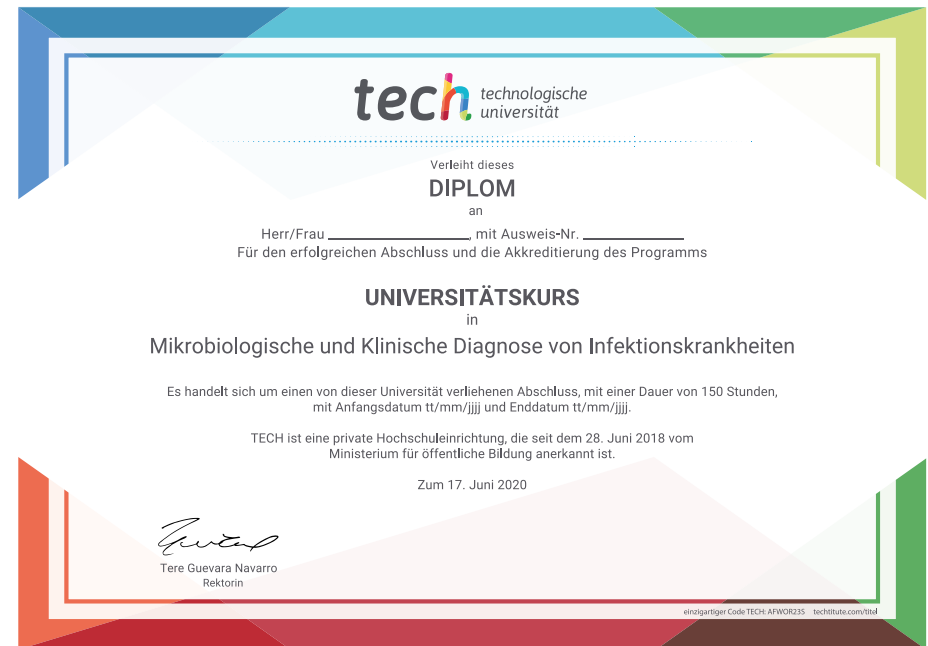 tech technologische
universität
Verleiht dieses
DIPLOM
an
Herr/Frau ____________________, mit Ausweis-Nr. ______________
Für den erfolgreichen Abschluss und die Akkreditierung des Programms
UNIVERSITÄTSKURS
in
Mikrobiologische und Klinische Diagnose von Infektionskrankheiten
Es handelt sich um einen von dieser Universität verliehenen Abschluss, mit einer Dauer von 150 Stunden,
mit Anfangsdatum tt/mm/jjjj und Enddatum tt/mm/jjjj.
TECH ist eine private Hochschuleinrichtung, die seit dem 28. Juni 2018 vom
Ministerium für öffentliche Bildung anerkannt ist.
Zum 17. Juni 2020
Tere Guevara Navarro
Rektorin
einzigartiger Code TECH: AFWOR235 techtitute.com/titel